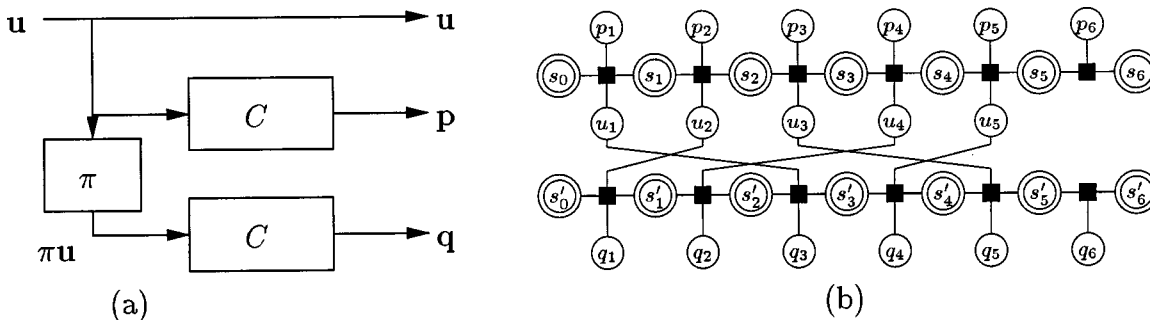 u u
C p
π
πu C q
(a)
p₁ p₂ p₃ p₄ p₅ p₆
s₀ s₁ s₂ s₃ s₄ s₅ s₆
u₁ u₂ u₃ u₄ u₅
s′₀ s′₁ s′₂ s′₃ s′₄ s′₅ s′₆
q₁ q₂ q₃ q₄ q₅ q₆
(b)